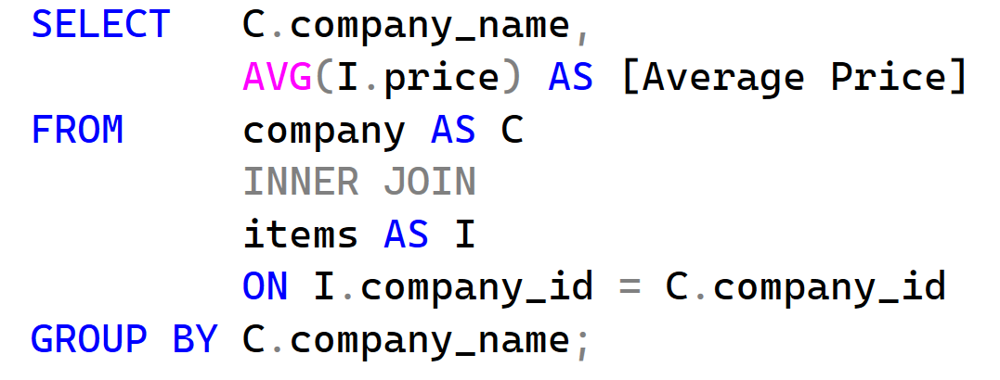 SELECT   C.company_name,
         AVG(I.price) AS [Average Price]
FROM     company AS C
         INNER JOIN
         items AS I
         ON I.company_id = C.company_id
GROUP BY C.company_name;